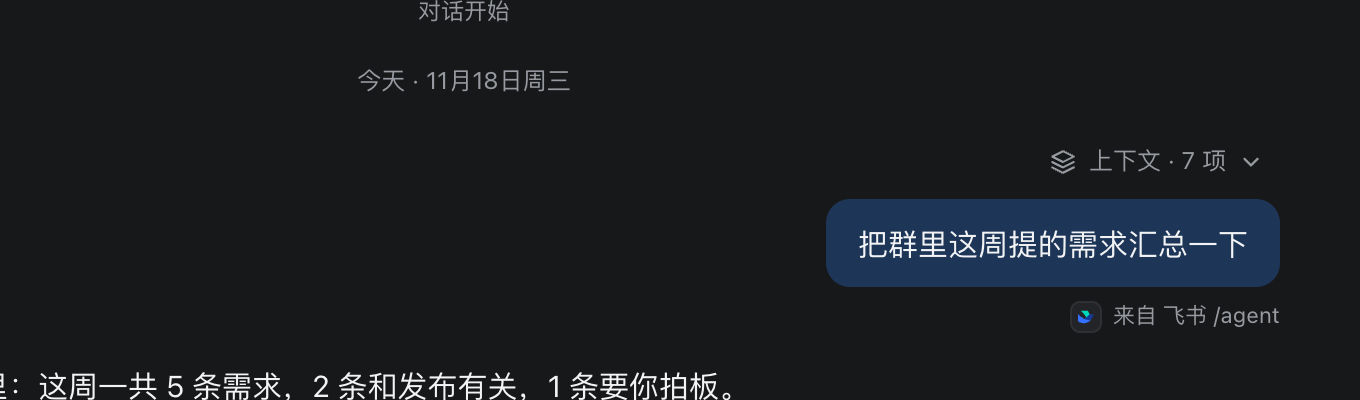 对话开始
今天 · 11月18日周三
上下文 · 7 项
把群里这周提的需求汇总一下
来自 飞书 /agent
：这周一共 5 条需求，2 条和发布有关，1 条要你拍板。